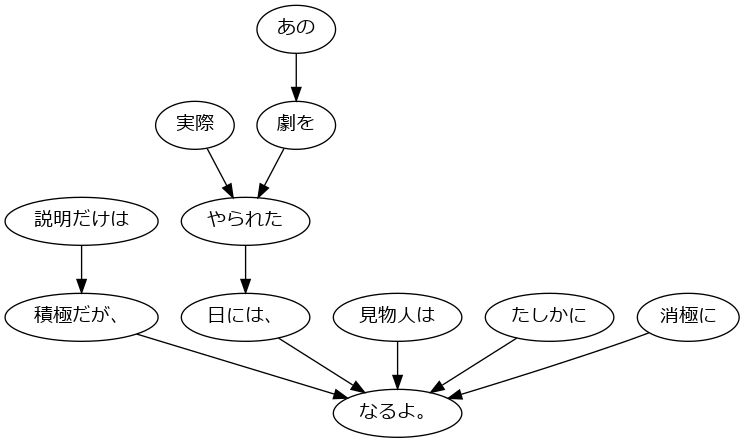 あの
実際
劇を
説明だけは
やられた
積極だが、
日には、
見物人は
たしかに
消極に
なるよ。